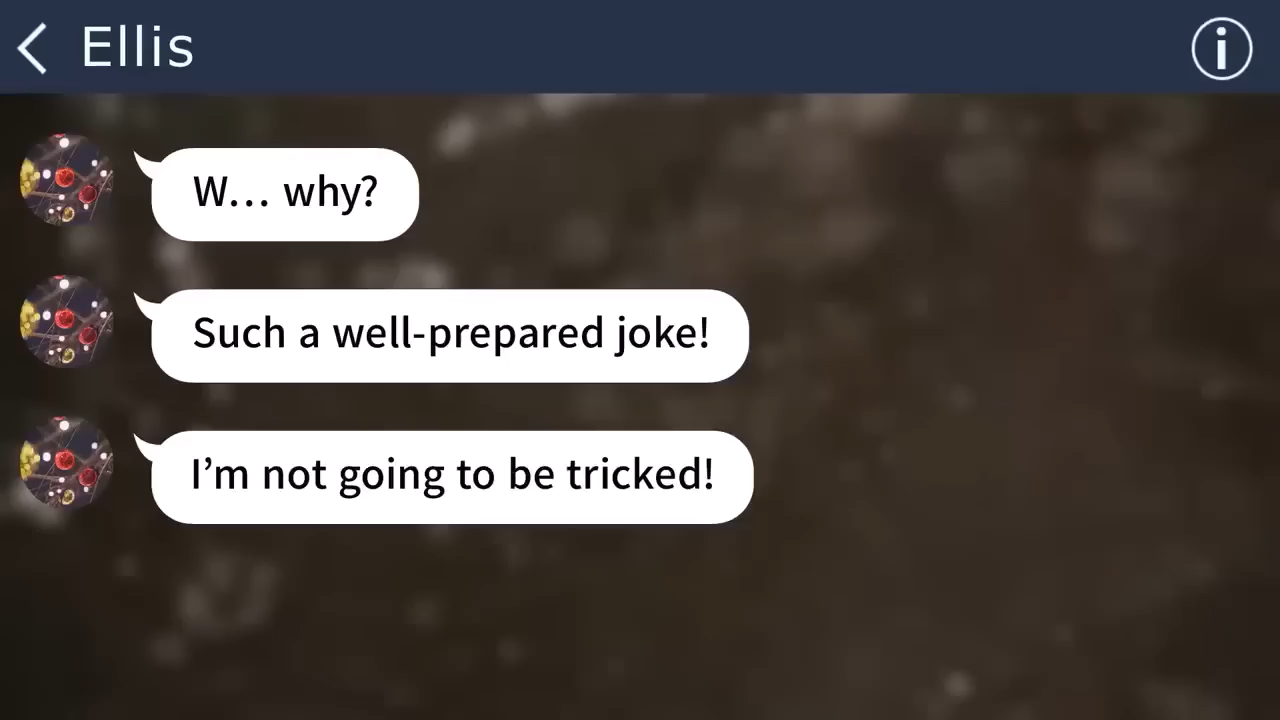 Ellis
W… why?
Such a well-prepared joke!
I’m not going to be tricked!